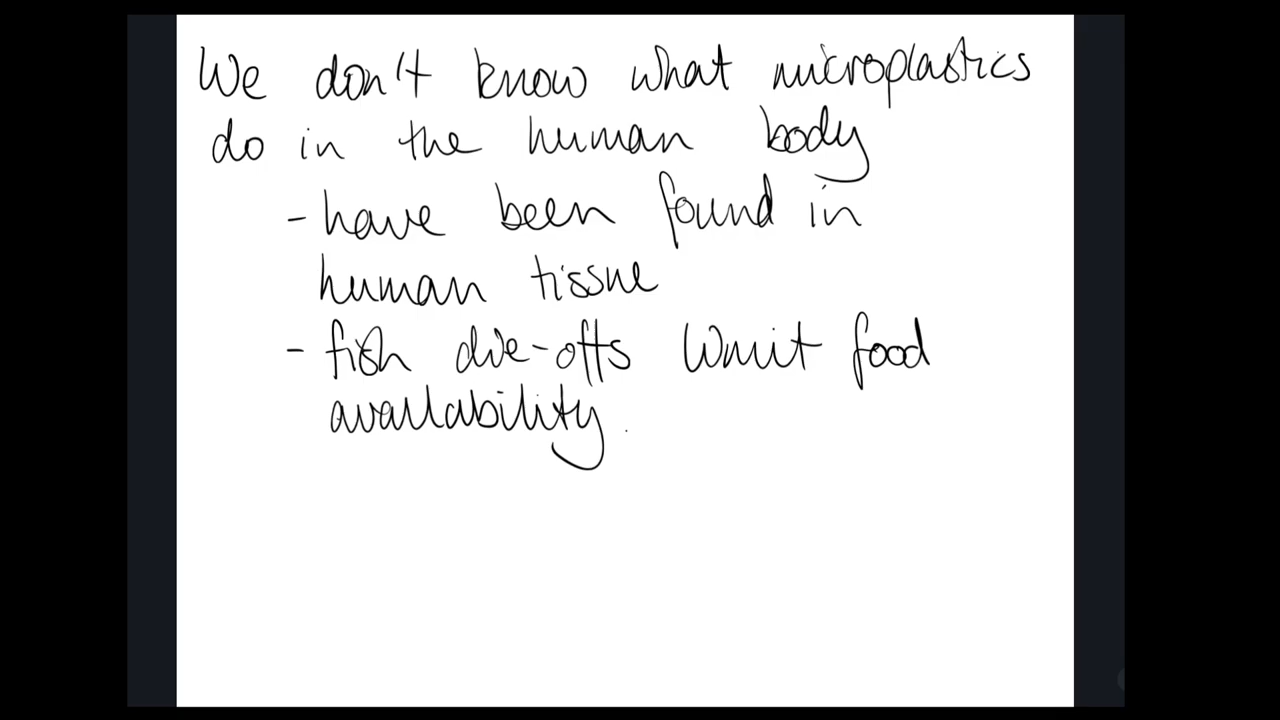 We don't know what microplastics
do in the human body
- have been found in
human tissue
- fish die-offs limit food
availability.